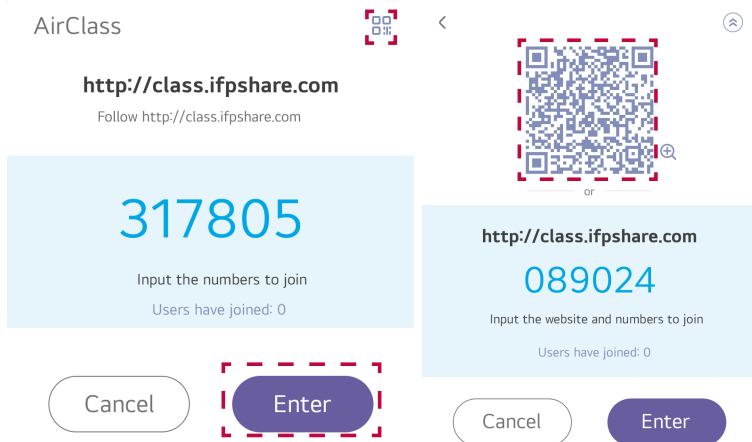 AirClass
http://class.ifpshare.com
Follow http://class.ifpshare.com
317805
Input the numbers to join
Users have joined: 0
Cancel
Enter
or
http://class.ifpshare.com
089024
Input the website and numbers to join
Users have joined: 0
Cancel
Enter